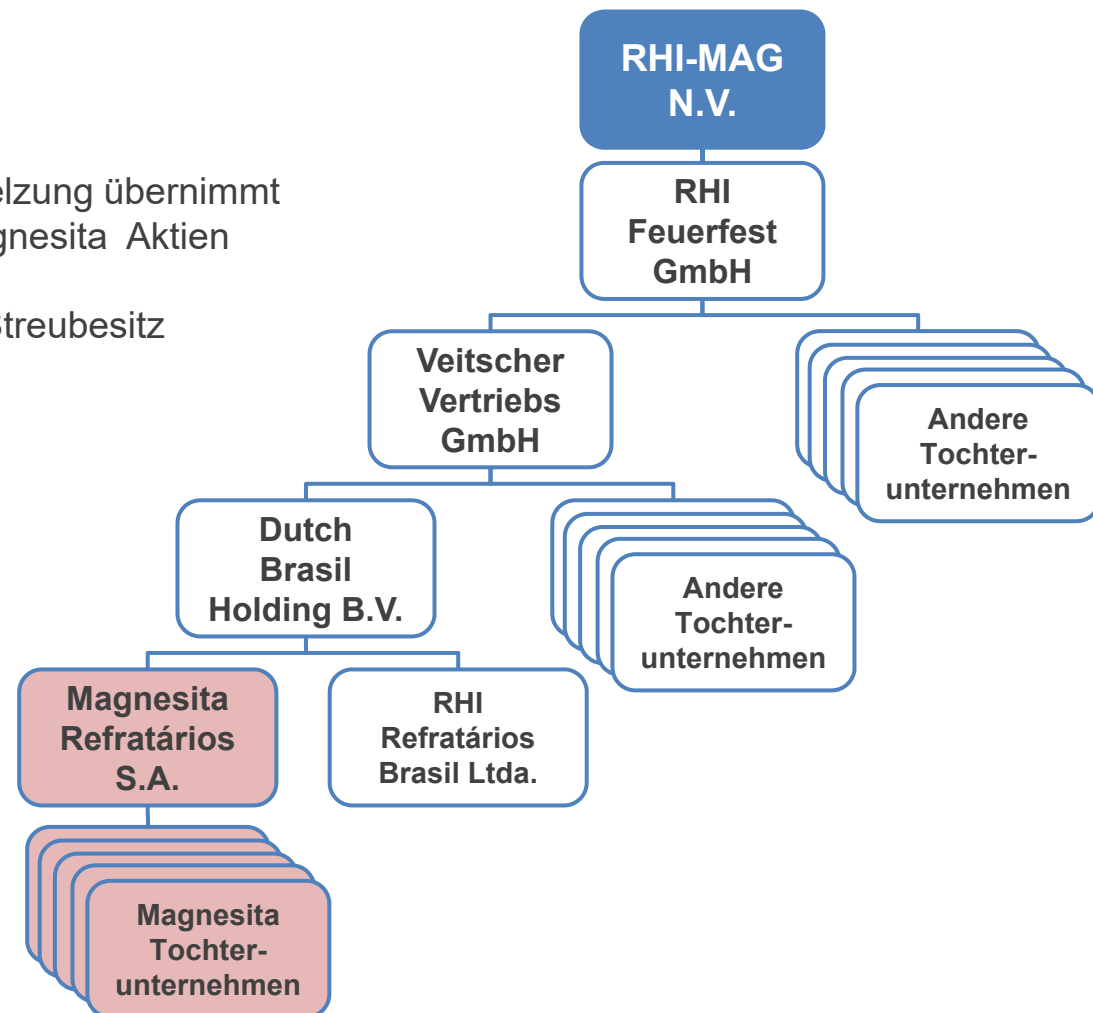 RHI-MAG
N.V.
elzung übernimmt
gnesita Aktien
Streubesitz
RHI
Feuerfest
GmbH
Veitscher
Vertriebs
GmbH
Andere
Tochter-
unternehmen
Dutch
Brasil
Holding B.V.
Andere
Tochter-
unternehmen
Magnesita
Refratários
S.A.
RHI
Refratários
Brasil Ltda.
Magnesita
Tochter-
unternehmen